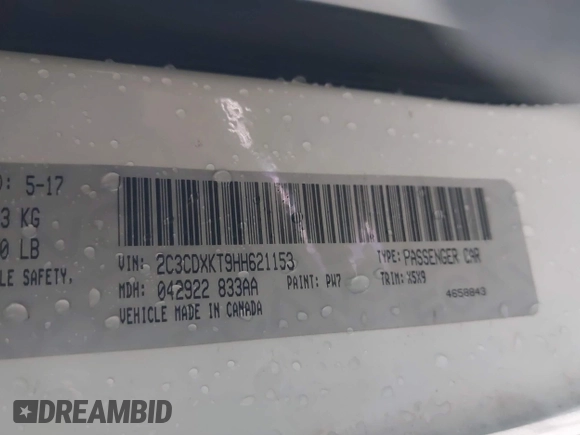 D: 5-17
3 KG
0 LB
LE SAFETY,
VIN: 2C3CDXKT9HH621153
TYPE: PASSENGER CAR
MDH: 042922 833AA
PAINT: PW7
TRIM: X5X9
VEHICLE MADE IN CANADA
4658843
DREAMBID